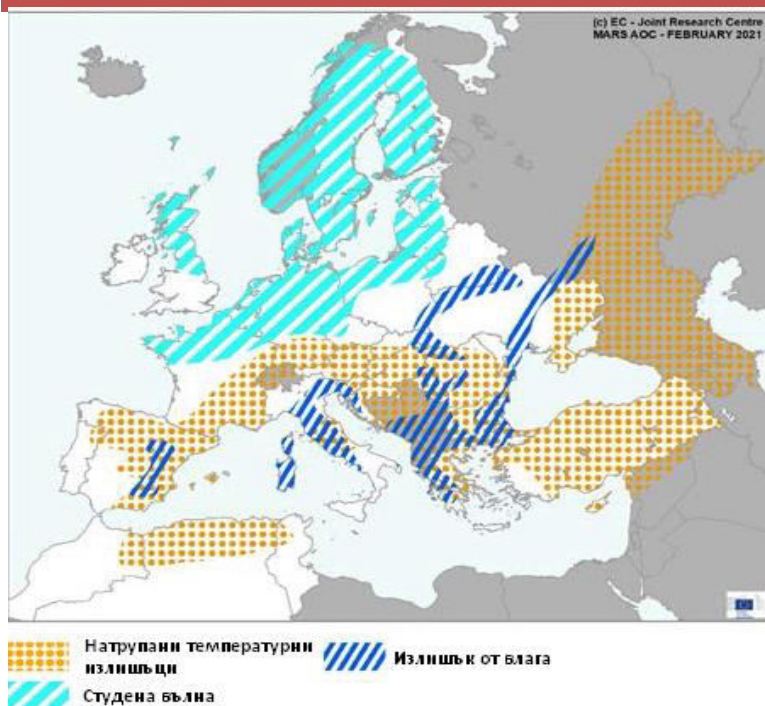 (c) EC - Joint Research Centre
MARS AOC - FEBRUARY 2021
Натрупани температурни
излишъци
Излишък от влага
Студена вълна